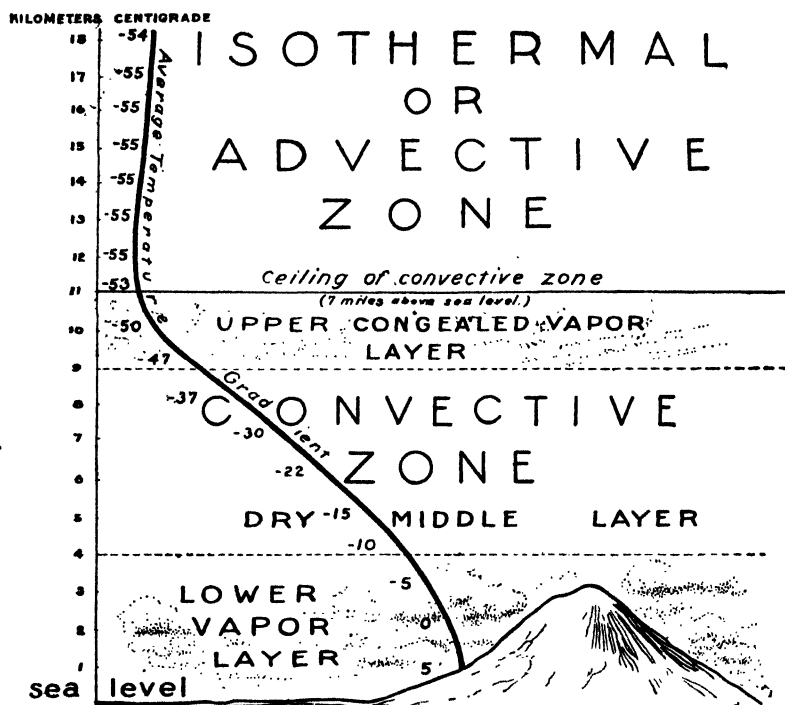 KILOMETERS CENTIGRADE
18 -54
ISOTHERMAL
17 -55
OR
16 -55
15 -55
ADVECTIVE
14 -55
ZONE
13 -55
12 -55
Average Temperature Gradient
Ceiling of convective zone
11 -53
(7 miles above sea level.)
10 -50
UPPER CONGEALED VAPOR
LAYER
-47
9
8 -37
CONVECTIVE
7 -30
ZONE
6 -22
5
DRY -15 MIDDLE LAYER
4 -10
3 -5
LOWER
2 0
VAPOR
LAYER
1 5
sea level